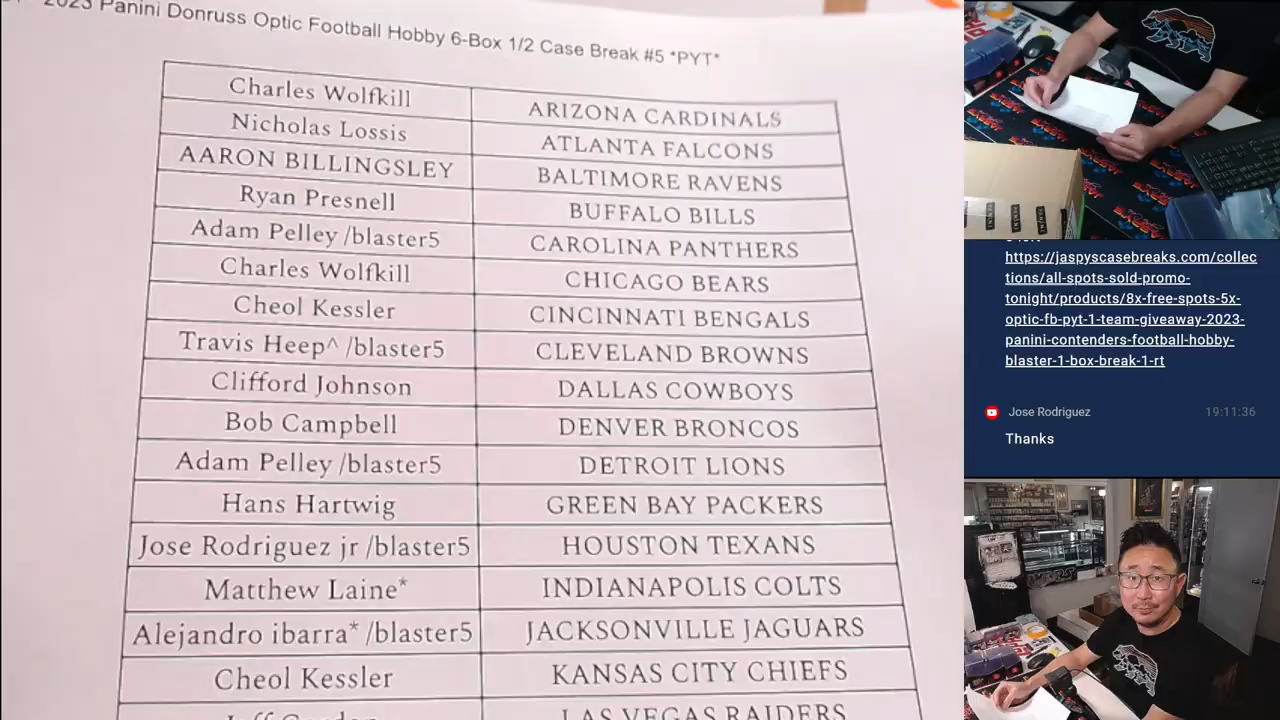 2023 Panini Donruss Optic Football Hobby 6-Box 1/2 Case Break #5 *PYT*
Charles Wolfkill ARIZONA CARDINALS
Nicholas Lossis ATLANTA FALCONS
AARON BILLINGSLEY BALTIMORE RAVENS
Ryan Presnell BUFFALO BILLS
Adam Pelley /blaster5 CAROLINA PANTHERS
Charles Wolfkill CHICAGO BEARS
Cheol Kessler CINCINNATI BENGALS
Travis Heep^ /blaster5 CLEVELAND BROWNS
Clifford Johnson DALLAS COWBOYS
Bob Campbell DENVER BRONCOS
Adam Pelley /blaster5 DETROIT LIONS
Hans Hartwig GREEN BAY PACKERS
Jose Rodriguez jr /blaster5 HOUSTON TEXANS
Matthew Laine* INDIANAPOLIS COLTS
Alejandro ibarra* /blaster5 JACKSONVILLE JAGUARS
Cheol Kessler KANSAS CITY CHIEFS
LAS VEGAS RAIDERS
https://jaspyscasebreaks.com/collec
tions/all-spots-sold-promo-
tonight/products/8x-free-spots-5x-
optic-fb-pyt-1-team-giveaway-2023-
panini-contenders-football-hobby-
blaster-1-box-break-1-rt
Jose Rodriguez 19:11:36
Thanks